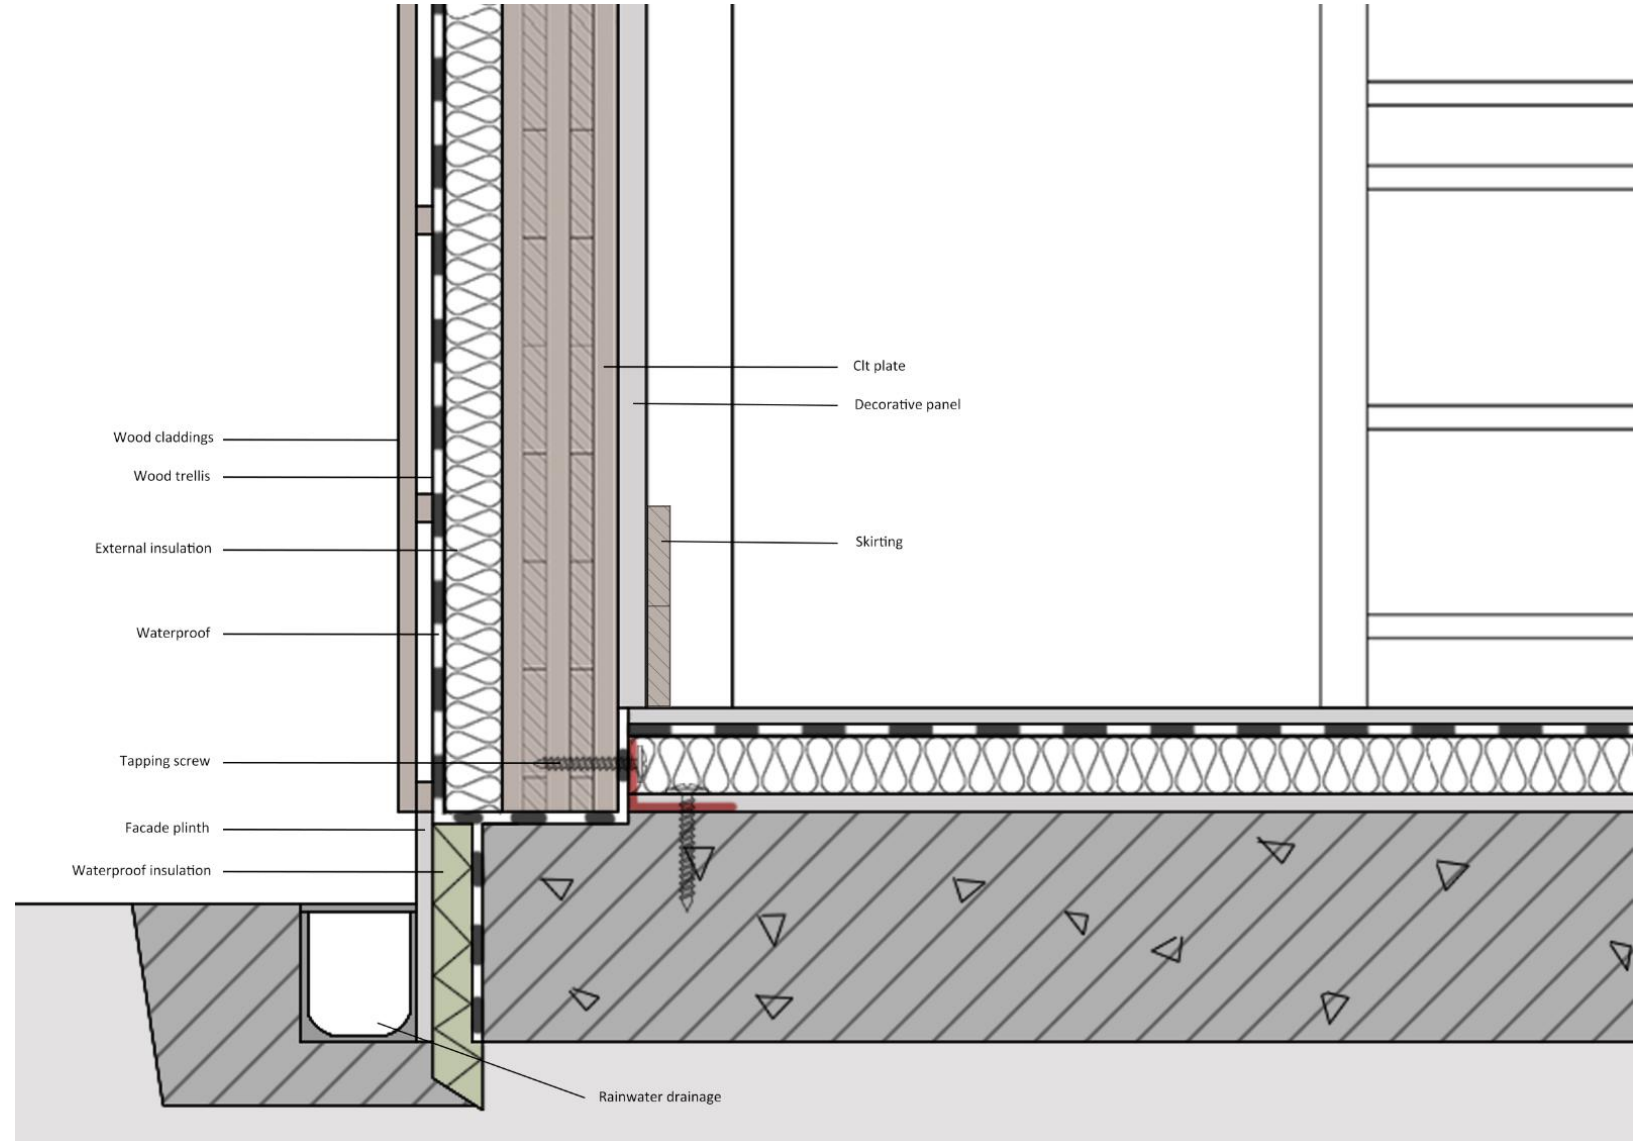 Clt plate
Decorative panel
Wood claddings
Wood trellis
Skirting
External insulation
Waterproof
Tapping screw
Facade plinth
Waterproof insulation
Rainwater drainage